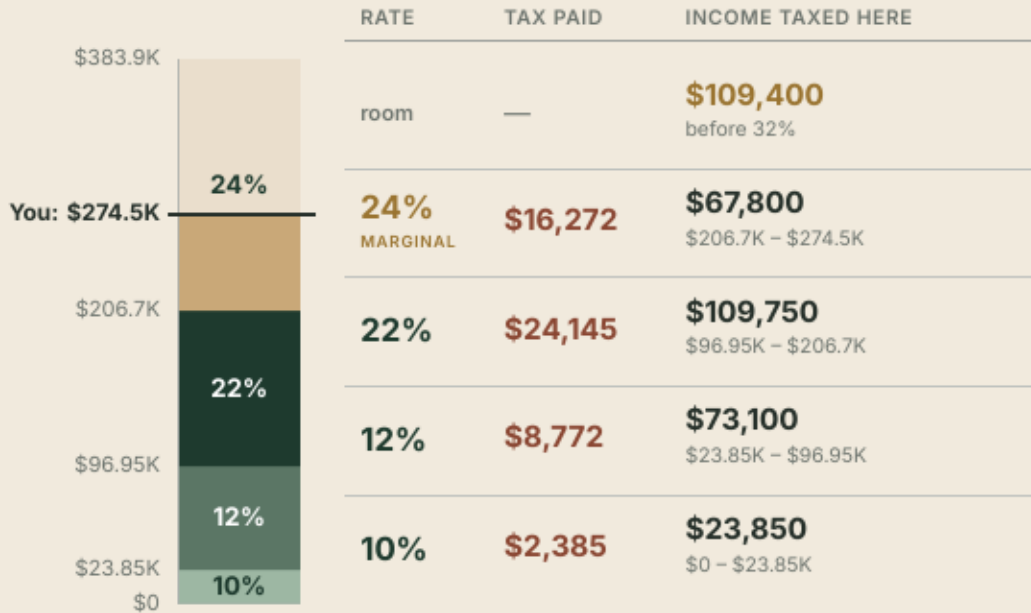 RATE TAX PAID INCOME TAXED HERE
$383.9K
room — $109,400
before 32%
24%
You: $274.5K
24% $16,272 $67,800
MARGINAL $206.7K – $274.5K
$206.7K
22% $24,145 $109,750
$96.95K – $206.7K
22%
$96.95K
12% $8,772 $73,100
$23.85K – $96.95K
12%
$23.85K
10% $2,385 $23,850
$0 – $23.85K
10%
$0